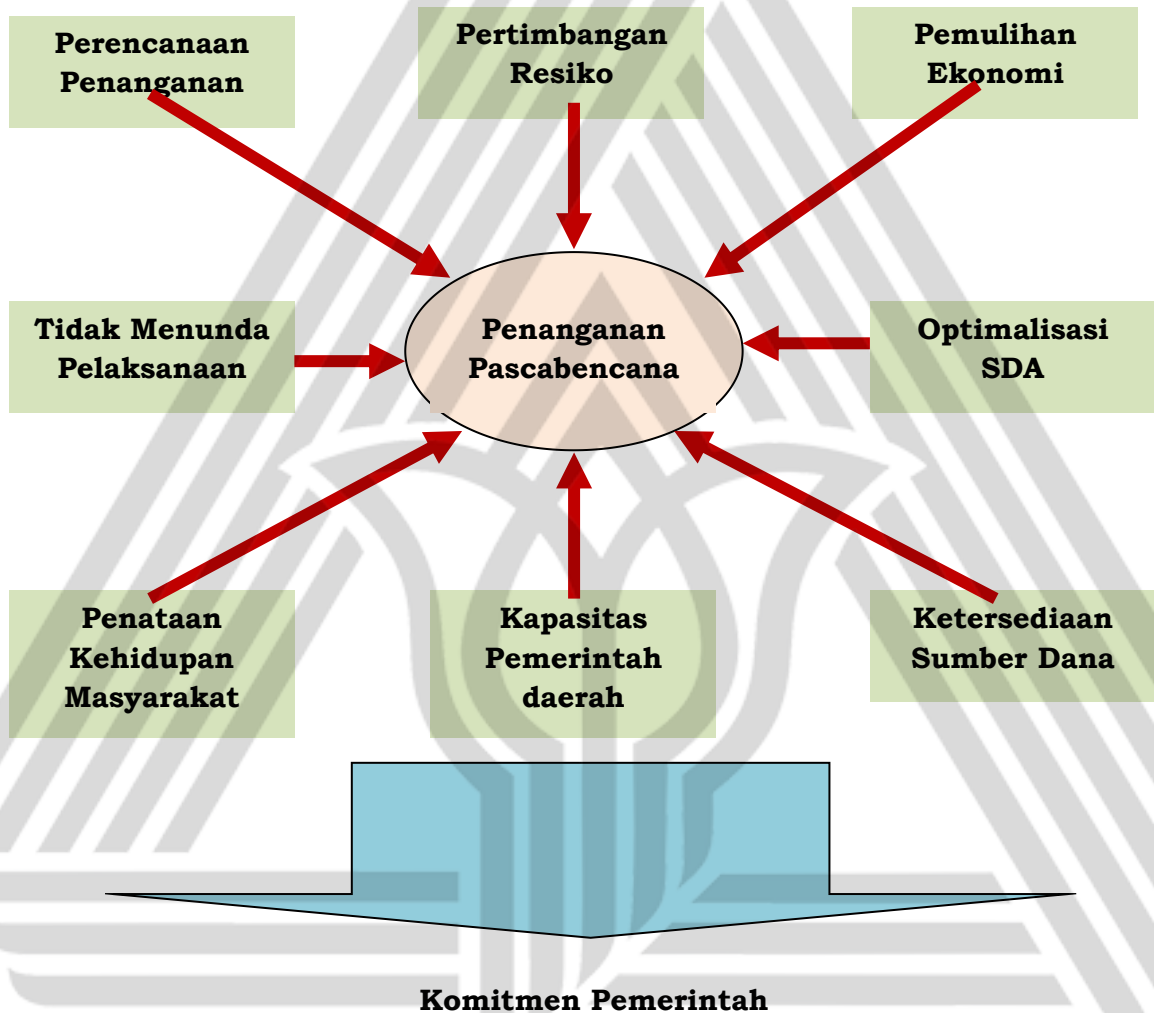 Perencanaan
Penanganan
Pertimbangan
Resiko
Pemulihan
Ekonomi
Tidak Menunda
Pelaksanaan
Penanganan
Pascabencana
Optimalisasi
SDA
Penataan
Kehidupan
Masyarakat
Kapasitas
Pemerintah
daerah
Ketersediaan
Sumber Dana
Komitmen Pemerintah